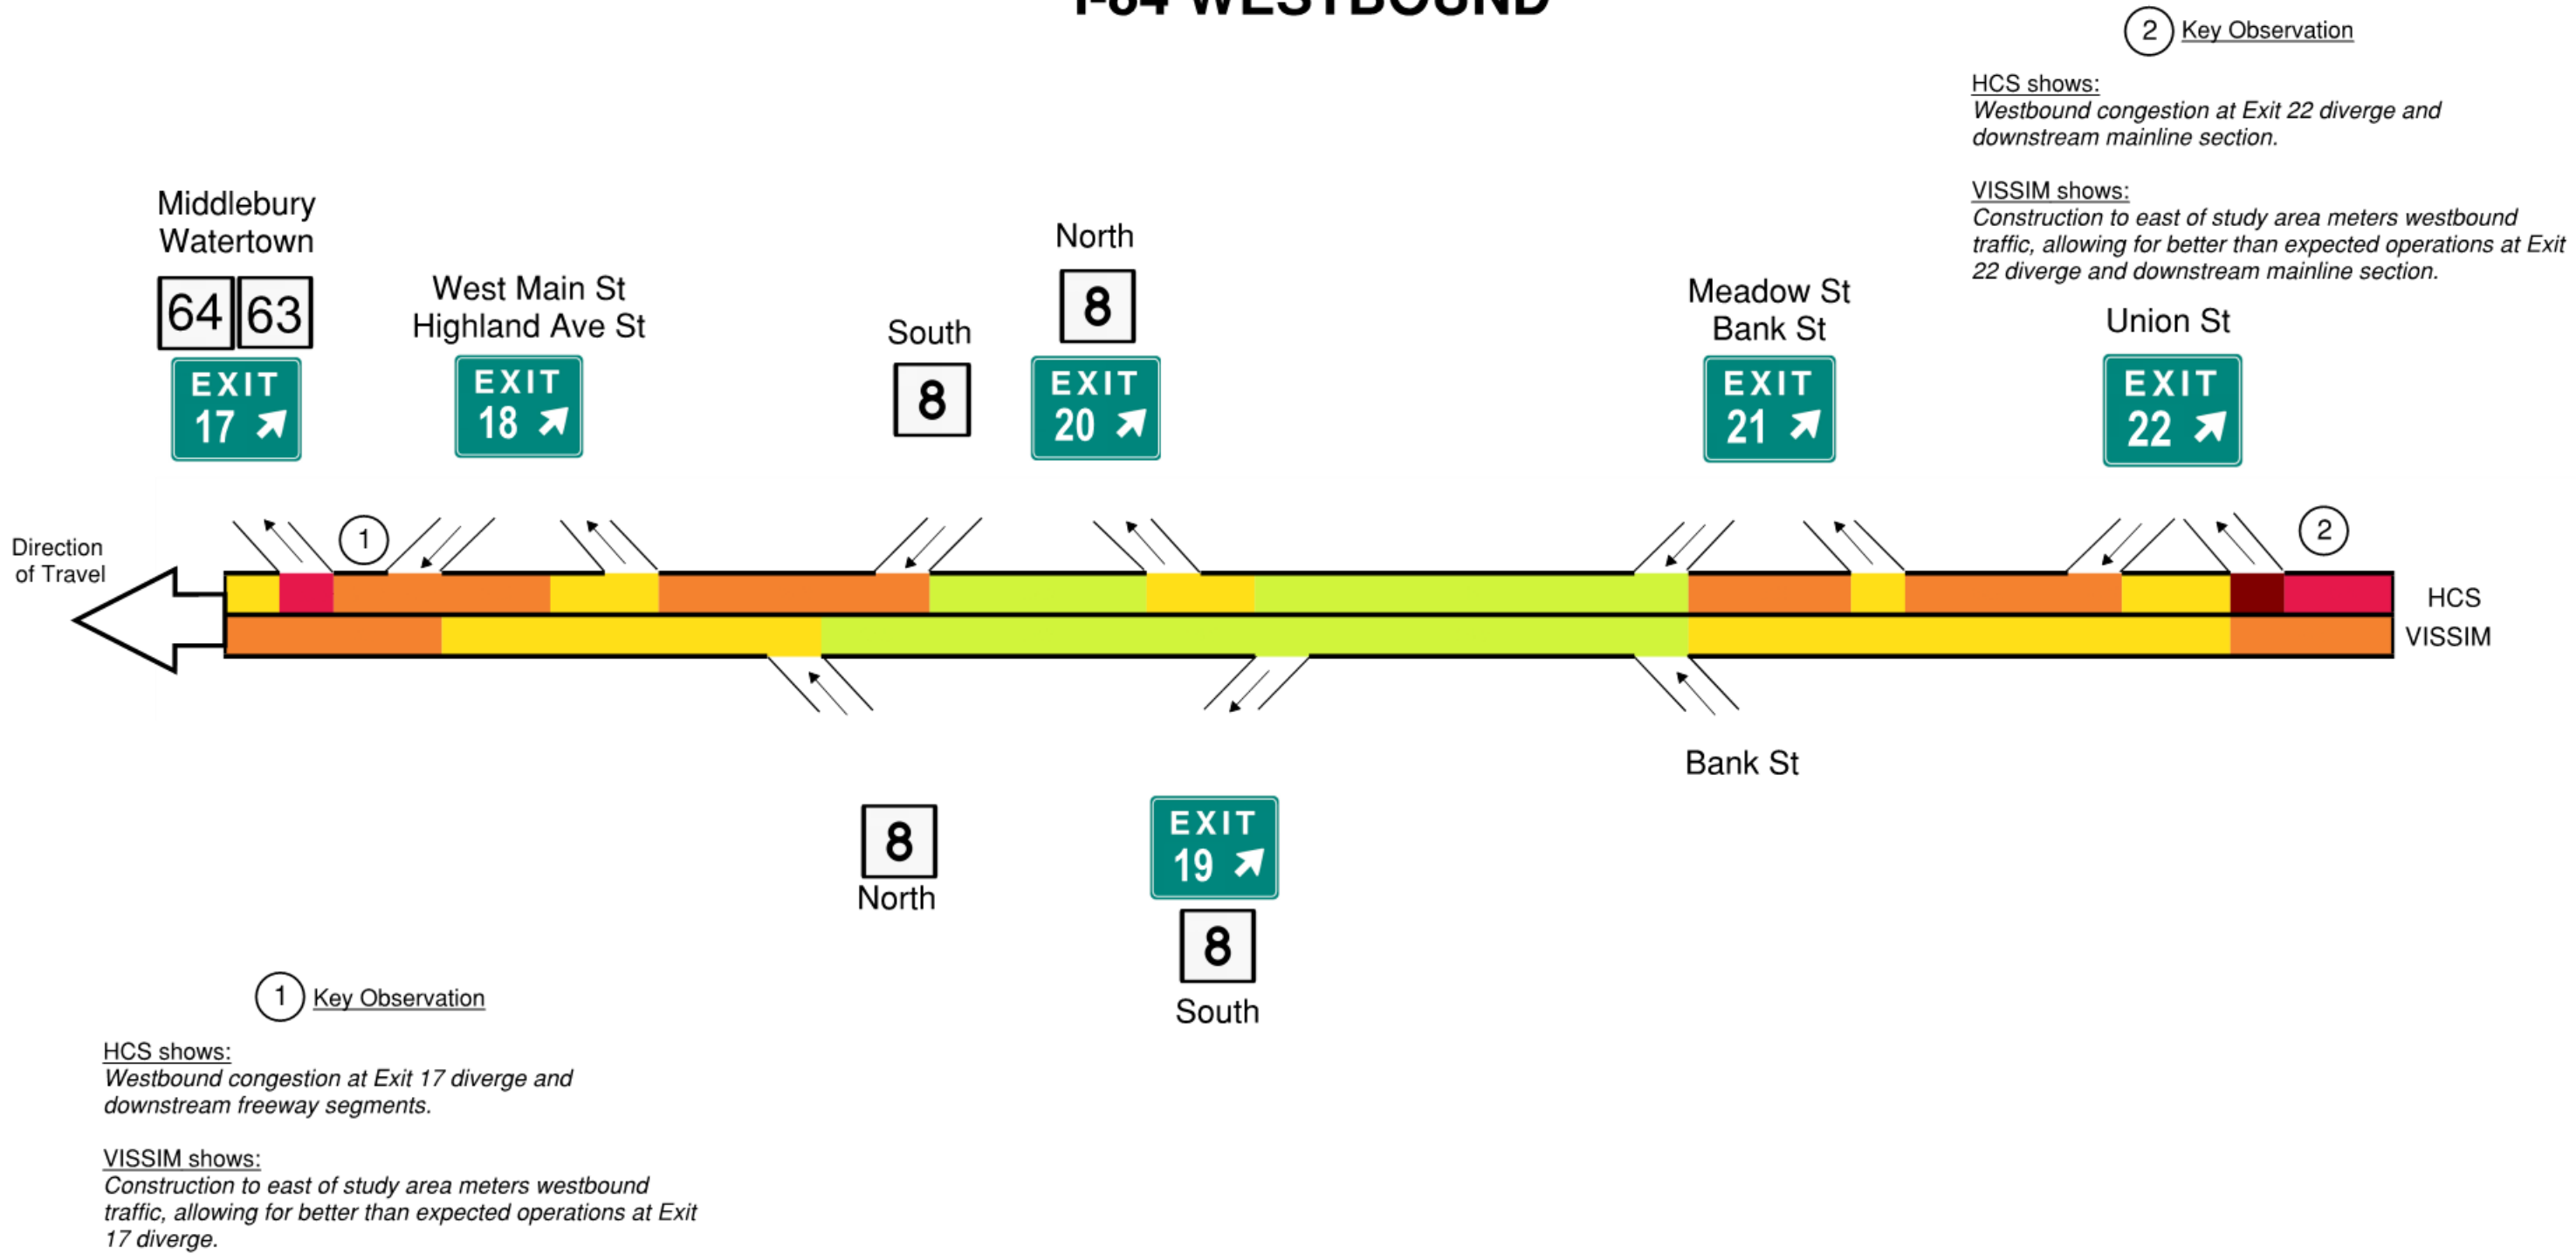 I-84 WESTBOUND
2 Key Observation
HCS shows:
Westbound congestion at Exit 22 diverge and
downstream mainline section.
VISSIM shows:
Construction to east of study area meters westbound
traffic, allowing for better than expected operations at Exit
22 diverge and downstream mainline section.
Middlebury
Watertown
64 63
EXIT
17
West Main St
Highland Ave St
EXIT
18
South
8
North
8
EXIT
20
Meadow St
Bank St
EXIT
21
Union St
EXIT
22
Direction
of Travel
1
2
HCS
VISSIM
Bank St
8
North
EXIT
19
8
South
1 Key Observation
HCS shows:
Westbound congestion at Exit 17 diverge and
downstream freeway segments.
VISSIM shows:
Construction to east of study area meters westbound
traffic, allowing for better than expected operations at Exit
17 diverge.